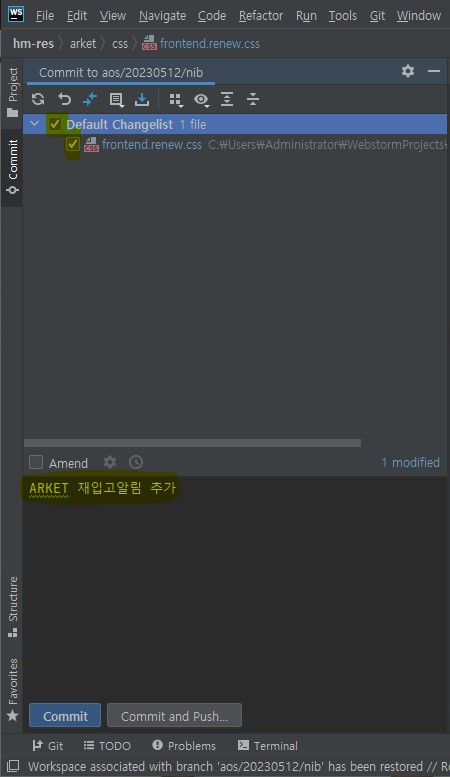 WS File Edit View Navigate Code Refactor Run Tools Git Window
hm-res arket css frontend.renew.css
Project
Commit
Structure
Favorites
Commit to aos/20230512/nib
Default Changelist 1 file
frontend.renew.css C:₩Users₩Administrator₩WebstormProjects₩
Amend
1 modified
ARKET 재입고알림 추가
Commit
Commit and Push...
Git TODO Problems Terminal
Workspace associated with branch 'aos/20230512/nib' has been restored // Ro